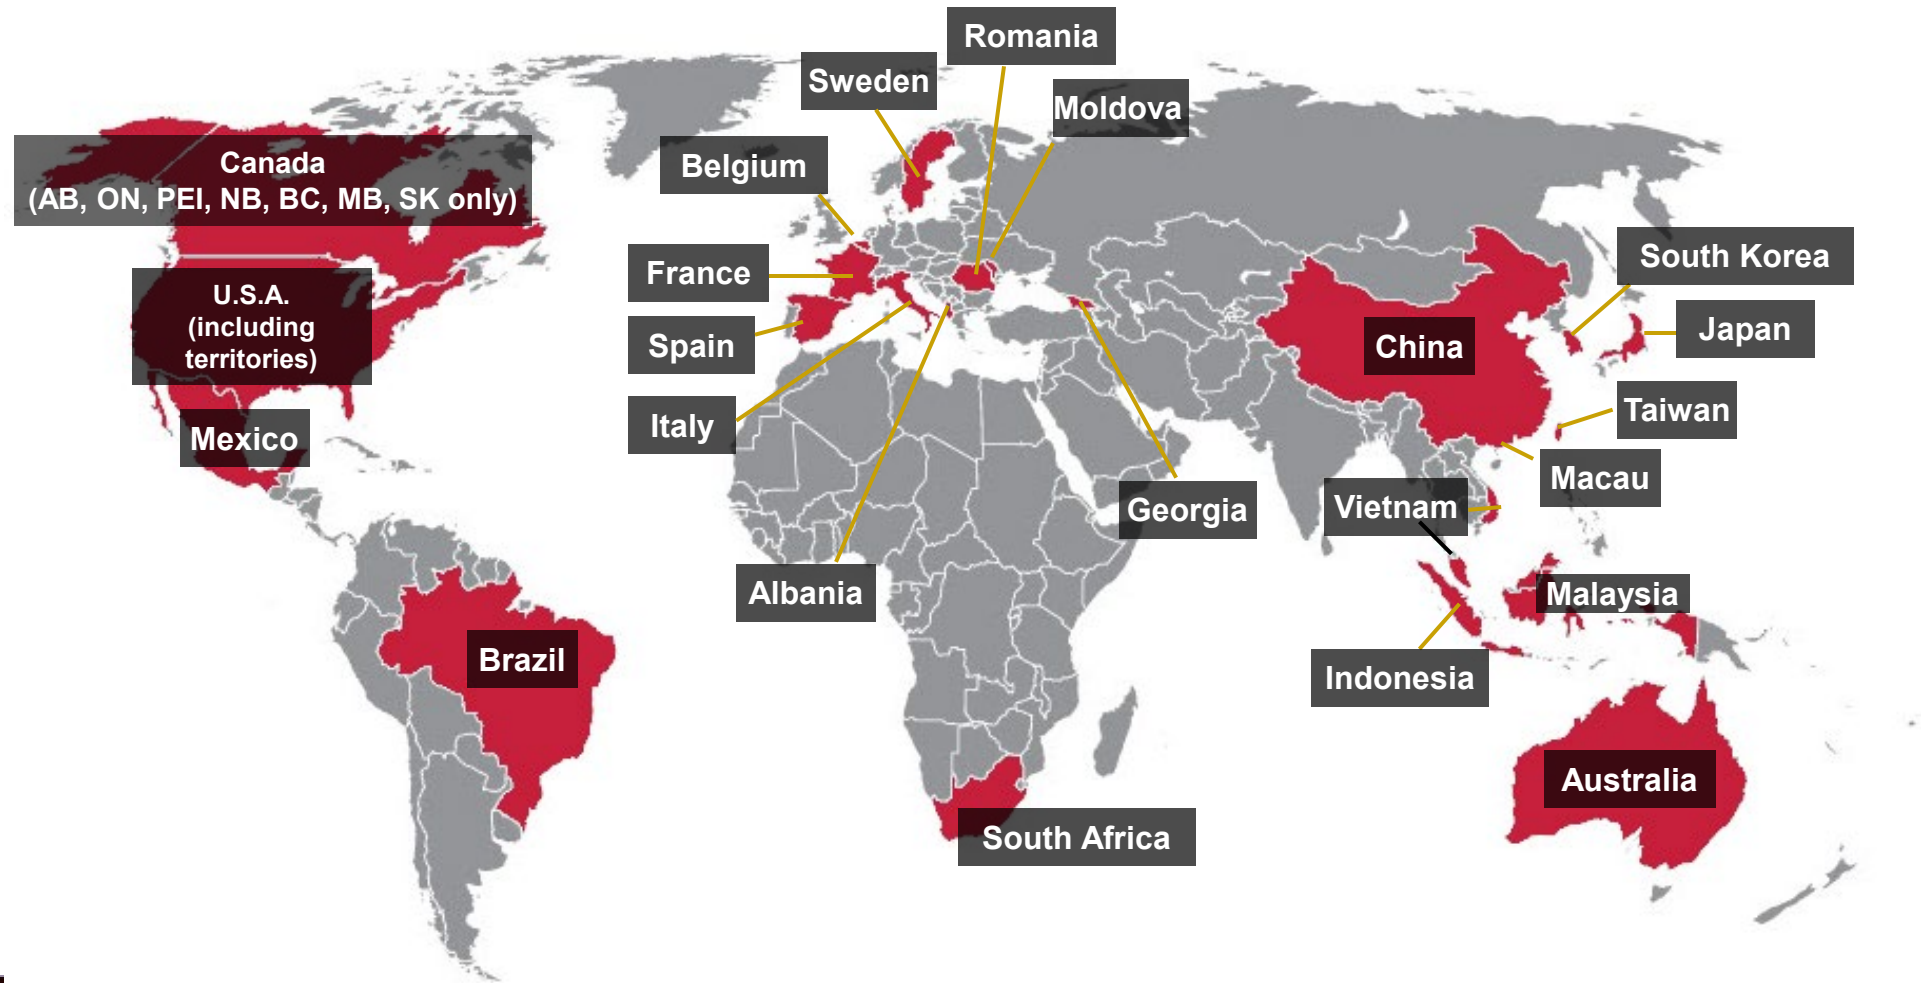 Romania
Sweden
Moldova
Canada
(AB, ON, PEI, NB, BC, MB, SK only)
Belgium
South Korea
France
U.S.A.
(including
territories)
Spain
China
Japan
Italy
Taiwan
Mexico
Macau
Georgia
Vietnam
Albania
Malaysia
Brazil
Indonesia
Australia
South Africa